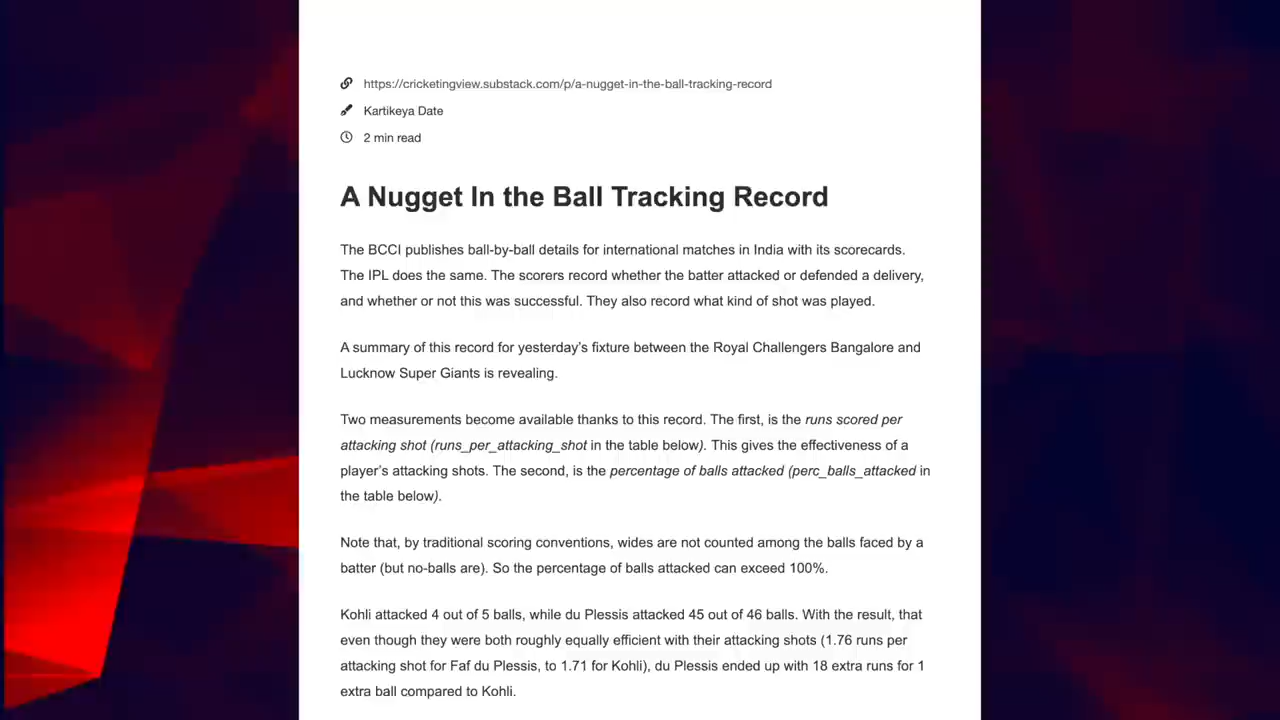 https://cricketingview.substack.com/p/a-nugget-in-the-ball-tracking-record
Kartikeya Date
2 min read
A Nugget In the Ball Tracking Record
The BCCI publishes ball-by-ball details for international matches in India with its scorecards.
The IPL does the same. The scorers record whether the batter attacked or defended a delivery,
and whether or not this was successful. They also record what kind of shot was played.
A summary of this record for yesterday's fixture between the Royal Challengers Bangalore and
Lucknow Super Giants is revealing.
Two measurements become available thanks to this record. The first, is the runs scored per
attacking shot (runs_per_attacking_shot in the table below). This gives the effectiveness of a
player's attacking shots. The second, is the percentage of balls attacked (perc_balls_attacked in
the table below).
Note that, by traditional scoring conventions, wides are not counted among the balls faced by a
batter (but no-balls are). So the percentage of balls attacked can exceed 100%.
Kohli attacked 4 out of 5 balls, while du Plessis attacked 45 out of 46 balls. With the result, that
even though they were both roughly equally efficient with their attacking shots (1.76 runs per
attacking shot for Faf du Plessis, to 1.71 for Kohli), du Plessis ended up with 18 extra runs for 1
extra ball compared to Kohli.